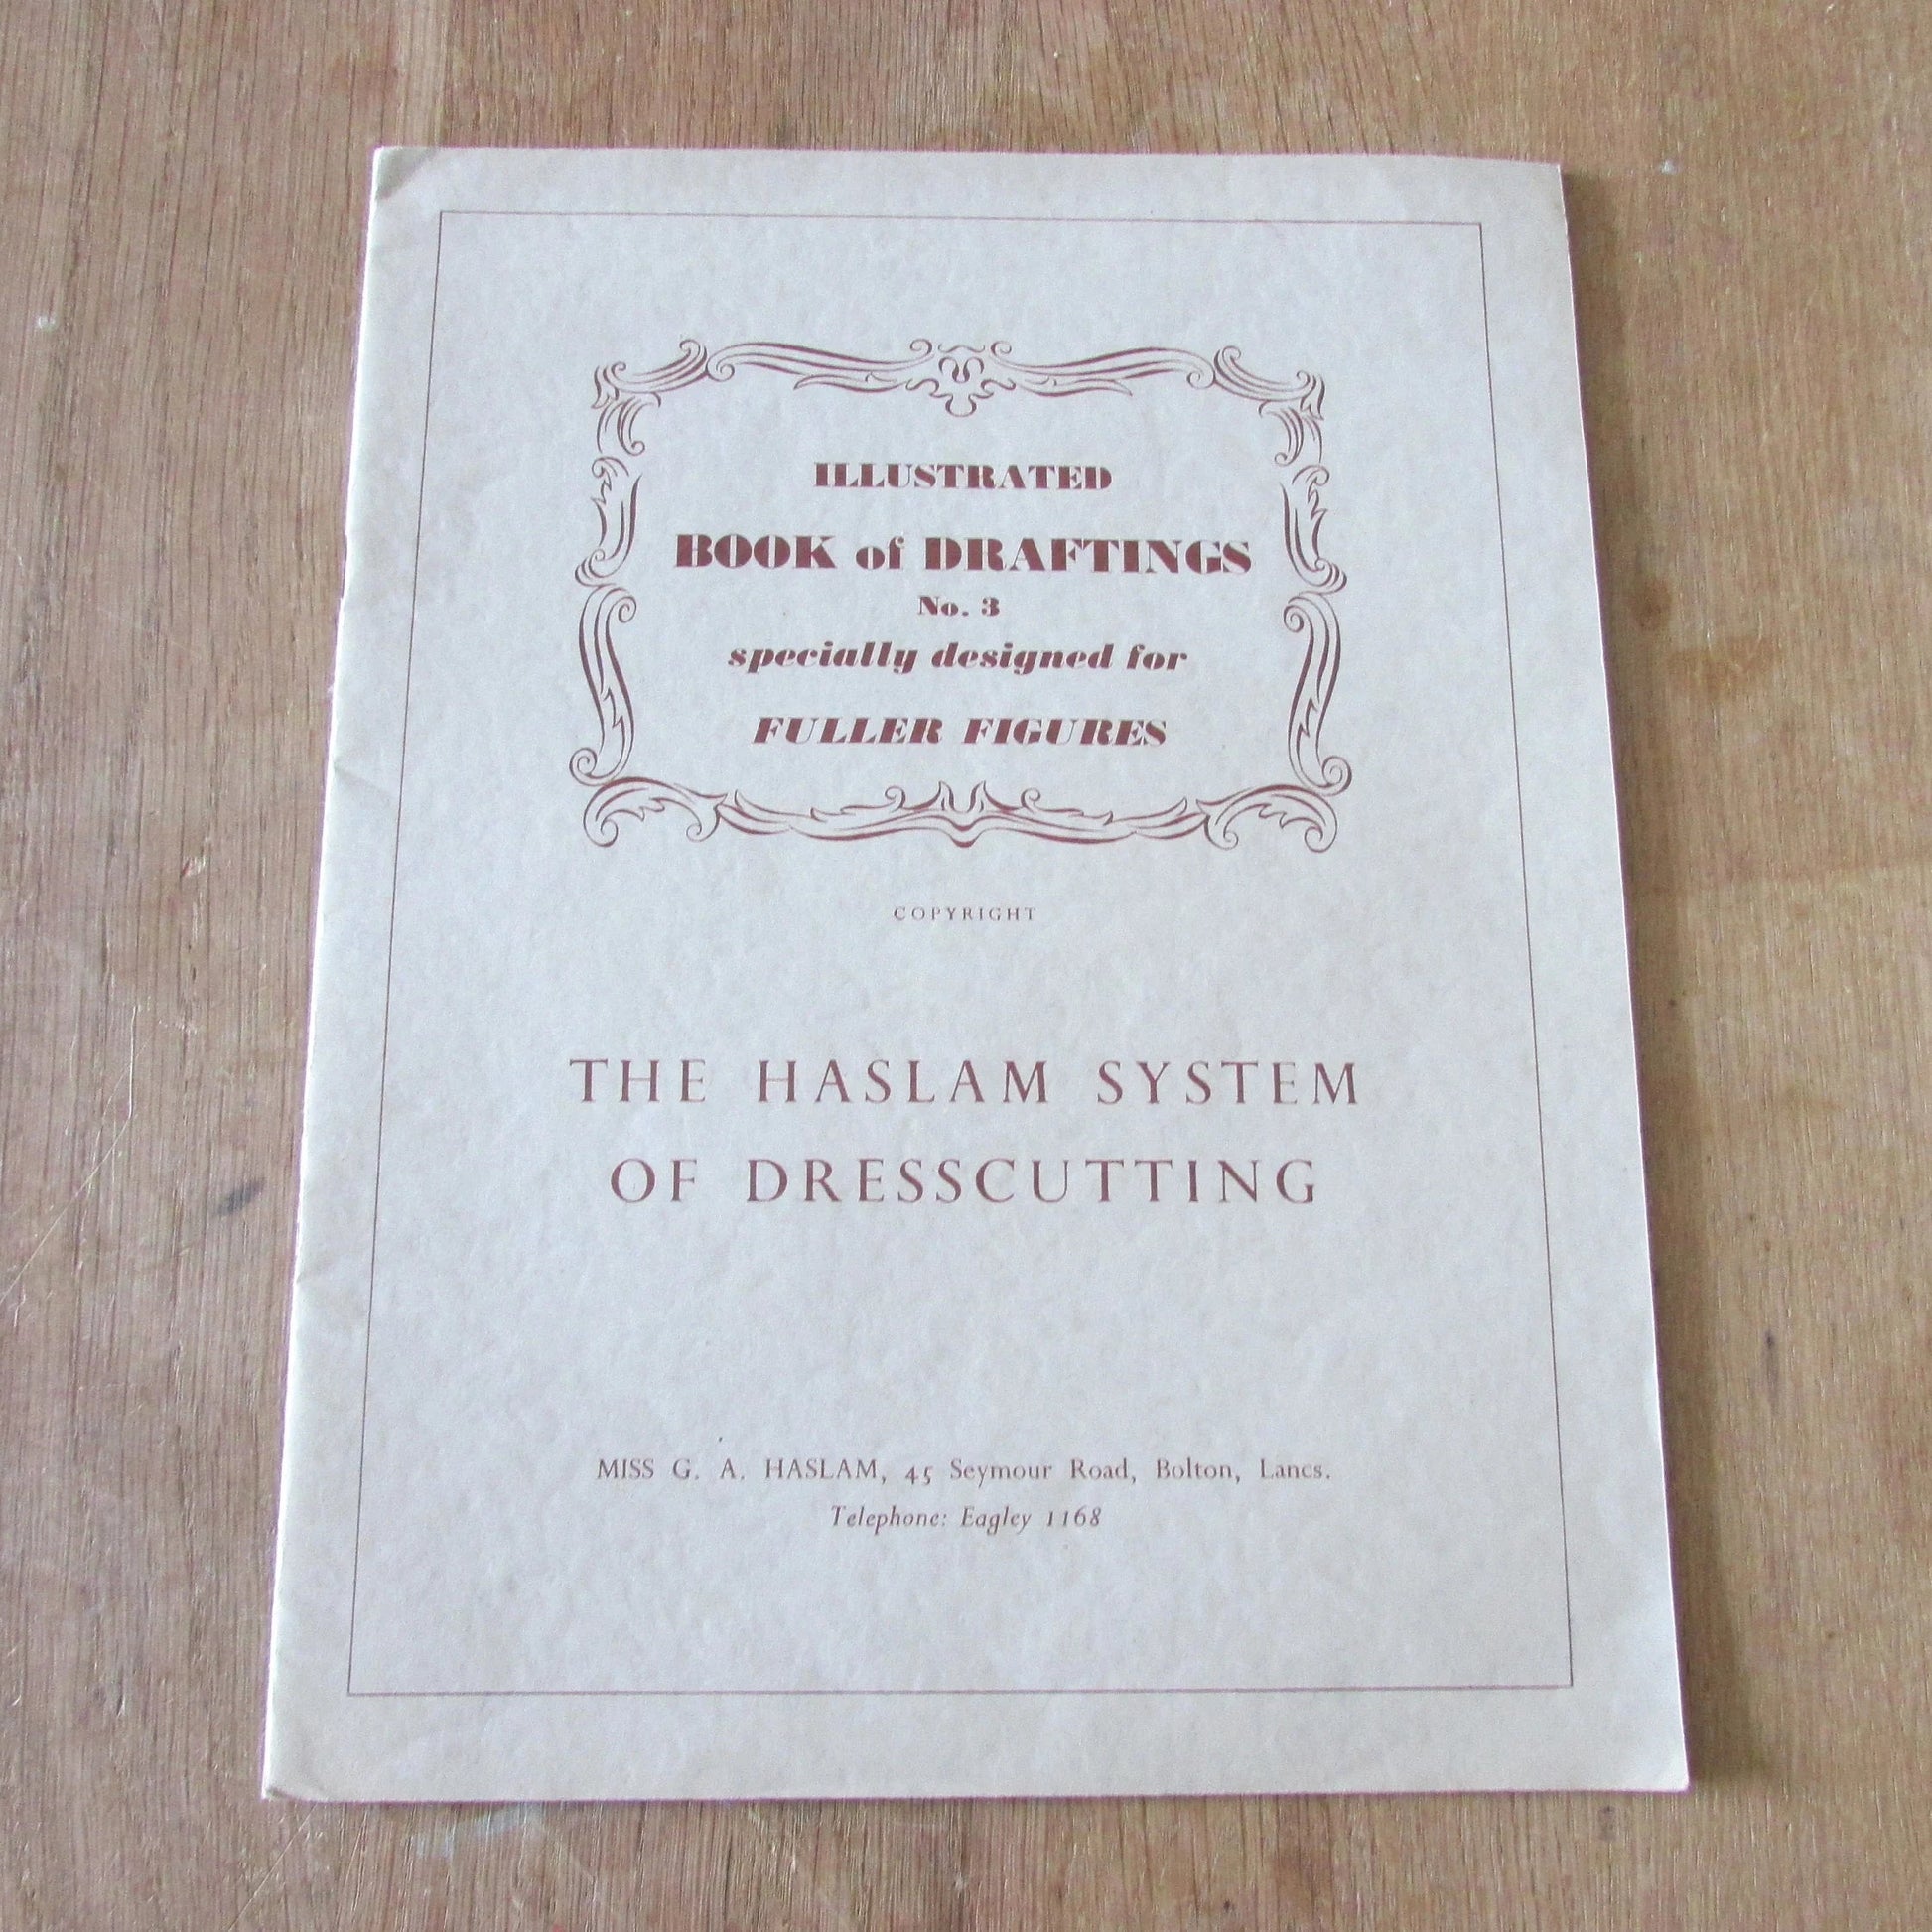 ILLUSTRATED
BOOK of DRAFTINGS
No. 3
specially designed for
FULLER FIGURES
COPYRIGHT
THE HASLAM SYSTEM
OF DRESSCUTTING
MISS G. A. HASLAM, 45 Seymour Road, Bolton, Lancs.
Telephone: Eagley 1168